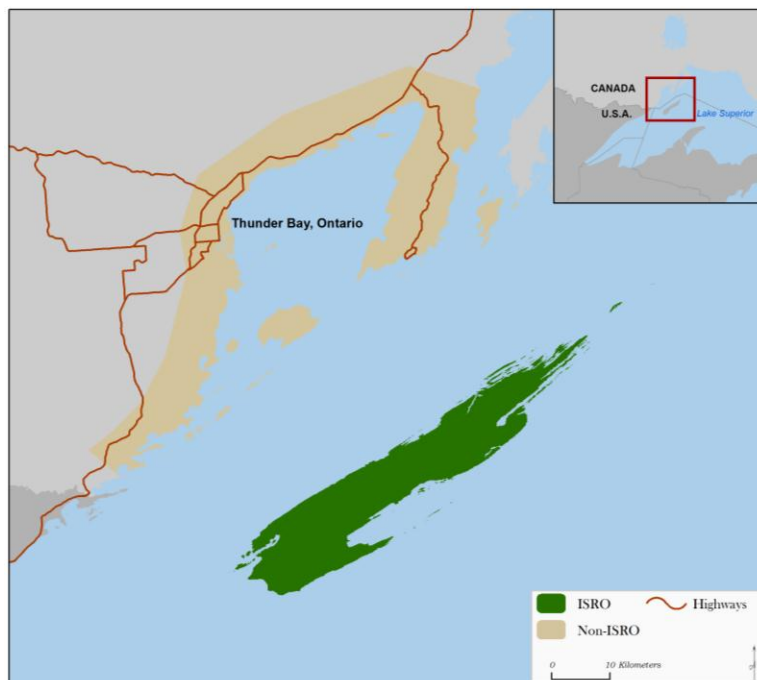 CANADA
U.S.A.
Lake Superior
Thunder Bay, Ontario
ISRO
Highways
Non-ISRO
0 10 Kilometers